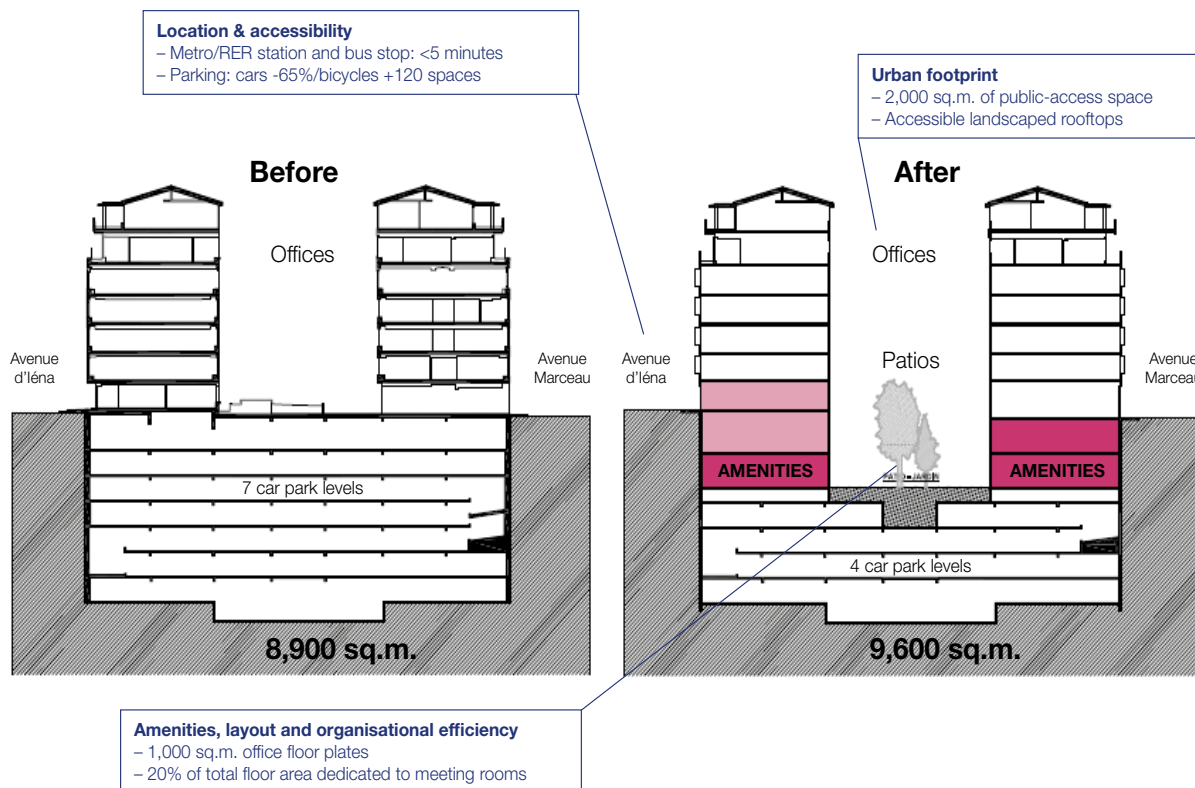 Location & accessibility
– Metro/RER station and bus stop: <5 minutes
– Parking: cars -65%/bicycles +120 spaces
Urban footprint
– 2,000 sq.m. of public-access space
– Accessible landscaped rooftops
Before
Offices
Avenue
d’Iéna
Avenue
Marceau
7 car park levels
8,900 sq.m.
After
Offices
Avenue
d’Iéna
Patios
Avenue
Marceau
AMENITIES
AMENITIES
4 car park levels
9,600 sq.m.
Amenities, layout and organisational efficiency
– 1,000 sq.m. office floor plates
– 20% of total floor area dedicated to meeting rooms